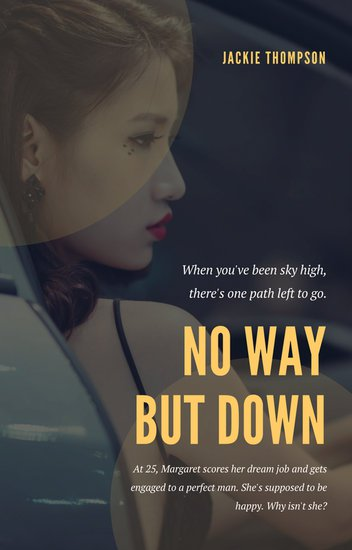 JACKIE THOMPSON
When you've been sky high,
there's one path left to go.
NO WAY
BUT DOWN
At 25, Margaret scores her dream job and gets
engaged to a perfect man. She's supposed to be
happy. Why isn't she?